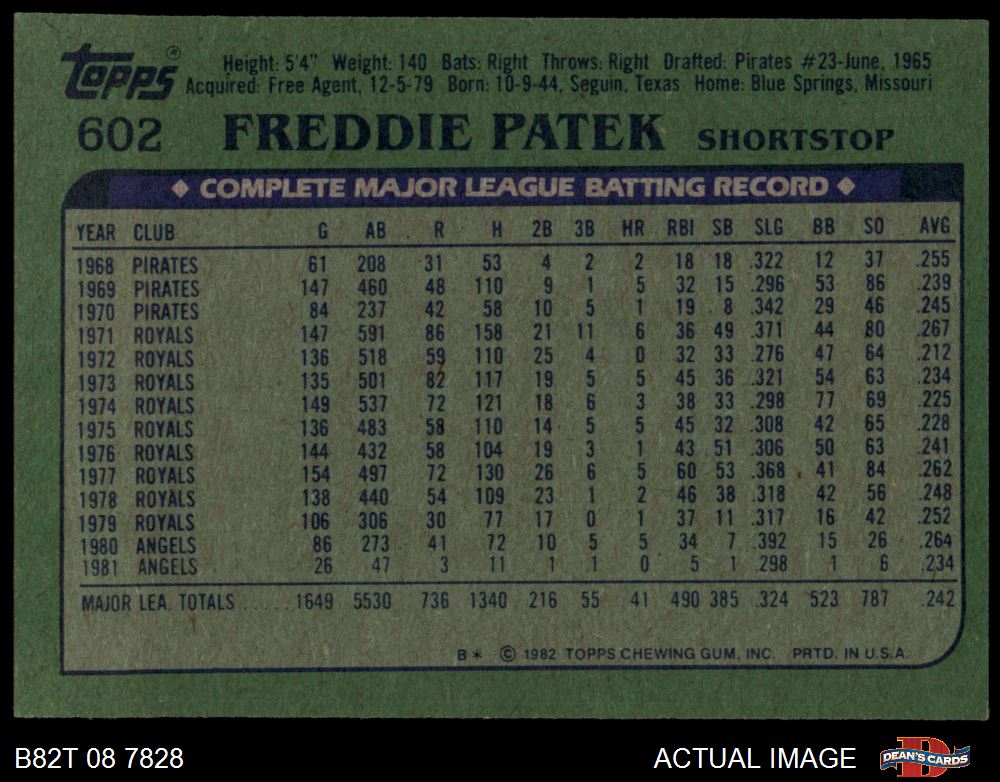 topps®
Height: 5'4" Weight: 140 Bats: Right Throws: Right Drafted: Pirates #23-June, 1965
Acquired: Free Agent, 12-5-79 Born: 10-9-44, Seguin, Texas Home: Blue Springs, Missouri
602 FREDDIE PATEK SHORTSTOP
◆ COMPLETE MAJOR LEAGUE BATTING RECORD ◆
YEAR CLUB G AB R H 2B 3B HR RBI SB SLG BB SO AVG
1968 PIRATES 61 208 31 53 4 2 2 18 18 .322 12 37 .255
1969 PIRATES 147 460 48 110 9 1 5 32 15 .296 53 86 .239
1970 PIRATES 84 237 42 58 10 5 1 19 8 .342 29 46 .245
1971 ROYALS 147 591 86 158 21 11 6 36 49 .371 44 80 .267
1972 ROYALS 136 518 59 110 25 4 0 32 33 .276 47 64 .212
1973 ROYALS 135 501 82 117 19 5 5 45 36 .321 54 63 .234
1974 ROYALS 149 537 72 121 18 6 3 38 33 .298 77 69 .225
1975 ROYALS 136 483 58 110 14 5 5 45 32 .308 42 65 .228
1976 ROYALS 144 432 58 104 19 3 1 43 51 .306 50 63 .241
1977 ROYALS 154 497 72 130 26 6 5 60 53 .368 41 84 .262
1978 ROYALS 138 440 54 109 23 1 2 46 38 .318 42 56 .248
1979 ROYALS 106 306 30 77 17 0 1 37 11 .317 16 42 .252
1980 ANGELS 86 273 41 72 10 5 5 34 7 .392 15 26 .264
1981 ANGELS 26 47 3 11 1 1 0 5 1 .298 1 6 .234
MAJOR LEA. TOTALS ..... 1649 5530 736 1340 216 55 41 490 385 .324 523 787 .242
B* © 1982 TOPPS CHEWING GUM, INC. PRTD. IN U.S.A.
B82T 08 7828 ACTUAL IMAGE DEAN'S CARDS